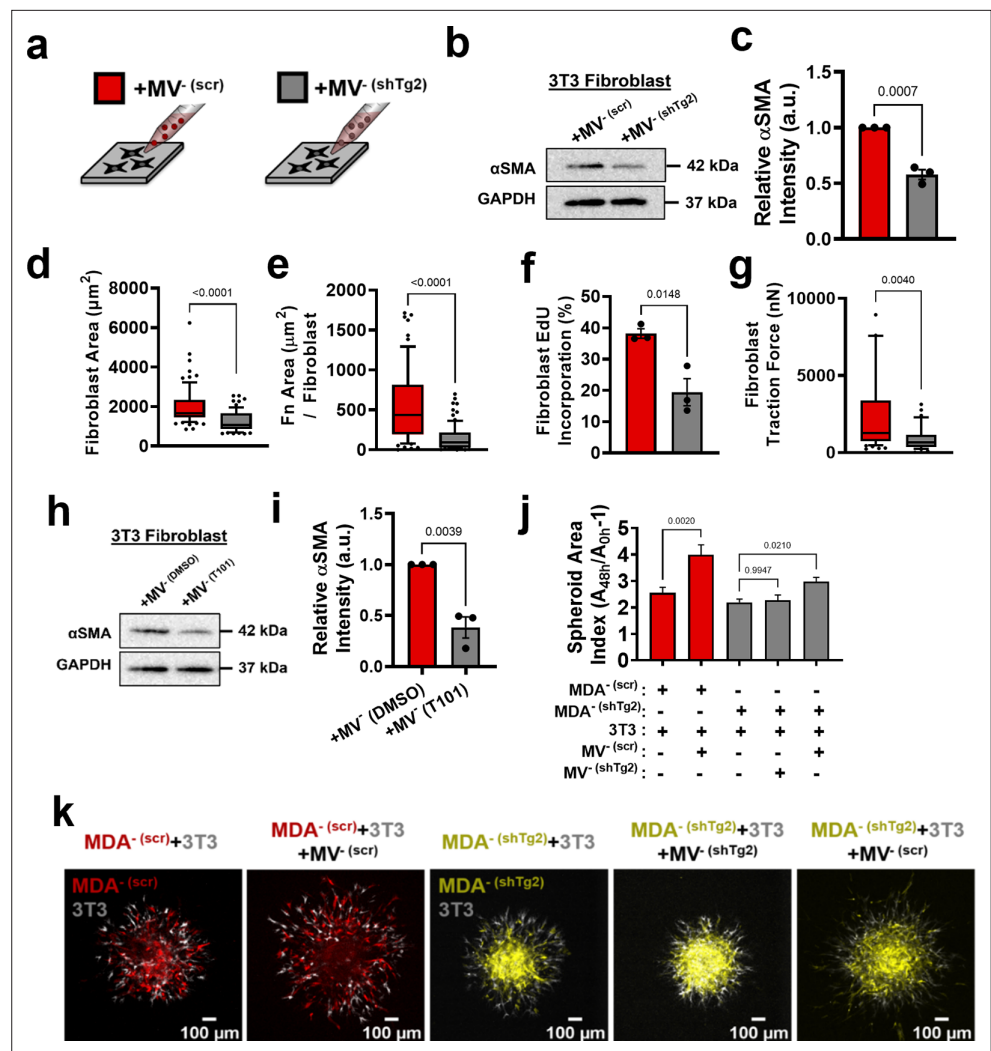 a
+MV- (scr)
+MV- (shTg2)
b
3T3 Fibroblast
+MV- (scr)
+MV- (shTg2)
αSMA
42 kDa
GAPDH
37 kDa
c
Relative αSMA
Intensity (a.u.)
1.5
1.0
0.5
0.0
0.0007
d
Fibroblast Area (μm2)
8000
6000
4000
2000
0
<0.0001
e
Fn Area (μm2)
/ Fibroblast
2000
1500
1000
500
0
<0.0001
f
Fibroblast EdU
Incorporation (%)
50
40
30
20
10
0
0.0148
g
Fibroblast
Traction Force (nN)
10000
5000
0
0.0040
h
3T3 Fibroblast
+MV- (DMSO)
+MV- (T101)
αSMA
42 kDa
GAPDH
37 kDa
i
Relative αSMA
Intensity (a.u.)
1.5
1.0
0.5
0.0
0.0039
+MV- (DMSO)
+MV- (T101)
j
Spheroid Area
Index (A48h/A0h-1)
5
4
3
2
1
0
0.0020
0.9947
0.0210
MDA- (scr) : + + - - -
MDA- (shTg2) : - - + + +
3T3 : + + + + +
MV- (scr) : - + - - +
MV- (shTg2) : - - - + -
k
MDA- (scr)+3T3
MDA- (scr)+3T3
+MV- (scr)
MDA- (shTg2)+3T3
MDA- (shTg2)+3T3
+MV- (shTg2)
MDA- (shTg2)+3T3
+MV- (scr)
MDA- (scr)
3T3
MDA- (shTg2)
3T3
100 μm
100 μm
100 μm
100 μm
100 μm